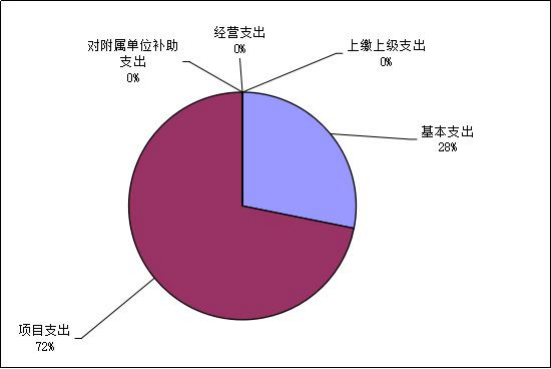 经营支出
0%
对附属单位补助
支出
0%
上缴上级支出
0%
基本支出
28%
项目支出
72%